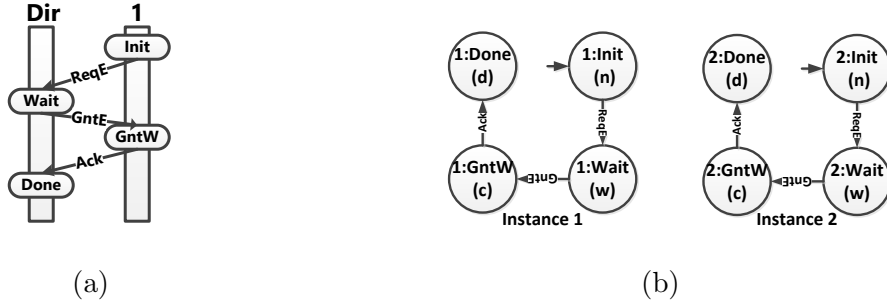 Dir 1
Init
ReqE
Wait
GntE
GntW
Ack
Done
(a)
1:Done
(d)
1:Init
(n)
Ack
ReqE
1:GntW
(c)
GntE
1:Wait
(w)
Instance 1
2:Done
(d)
2:Init
(n)
Ack
ReqE
2:GntW
(c)
GntE
2:Wait
(w)
Instance 2
(b)